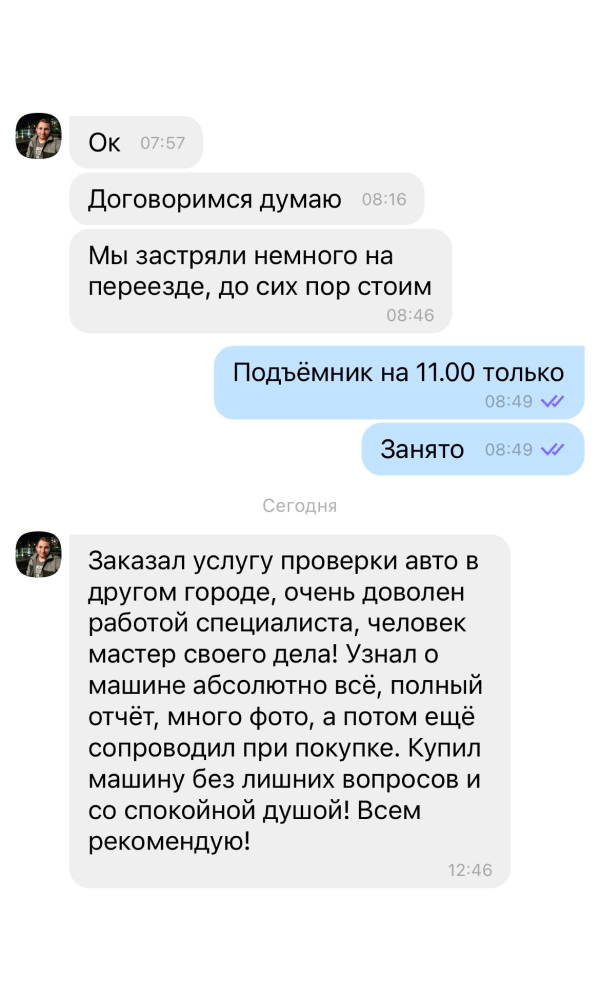 Ок 07:57
Договоримся думаю 08:16
Мы застряли немного на
переезде, до сих пор стоим
08:46
Подъёмник на 11.00 только
08:49
Занято 08:49
Сегодня
Заказал услугу проверки авто в
другом городе, очень доволен
работой специалиста, человек
мастер своего дела! Узнал о
машине абсолютно всё, полный
отчёт, много фото, а потом ещё
сопроводил при покупке. Купил
машину без лишних вопросов и
со спокойной душой! Всем
рекомендую!
12:46